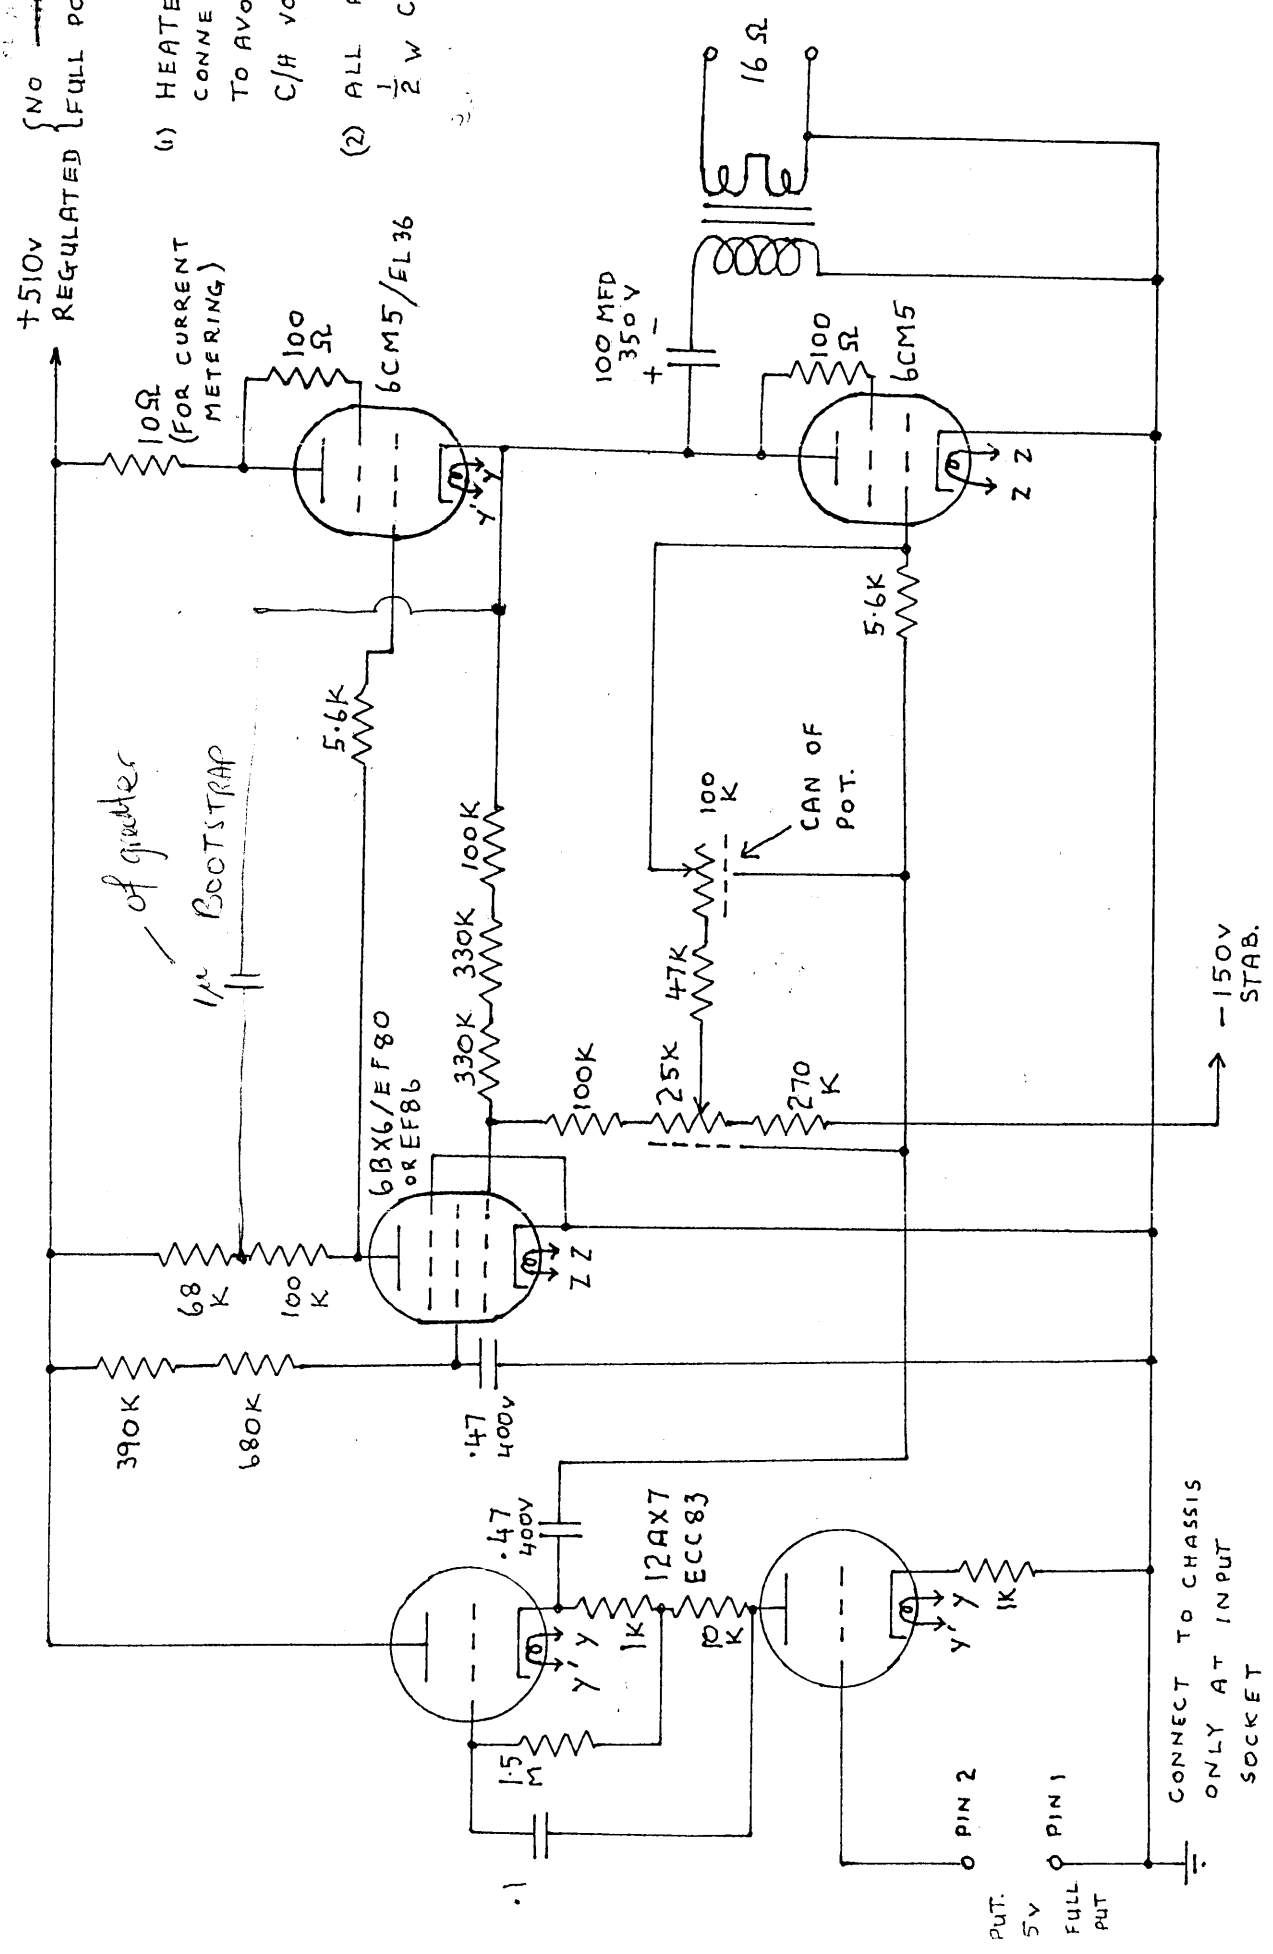 +510v
REGULATED
{NO
{FULL PO
(1) HEATE
CONNE
TO AVO
C/H VO
(2) ALL
1/2 W C
10Ω
(FOR CURRENT
METERING)
100
Ω
6CM5/EL36
Y' Y
16 Ω
100 MFD
350V
+ -
100
Ω
6CM5
Z Z
5.6K
5.6K
of greater
1μ BOOTSTRAP
100K
330K
330K
100
K
CAN OF
POT.
47K
25K
100K
270
K
-150V
STAB.
6BX6/EF80
OR EF86
Z Z
68
K
100
K
390K
680K
.47
400v
.47
400V
12AX7
ECC83
1K
10
K
Y' Y
1.5
M
.1
Y' Y
1K
PIN 2
PIN 1
PUT.
5V
FULL
PUT
CONNECT TO CHASSIS
ONLY AT INPUT
SOCKET